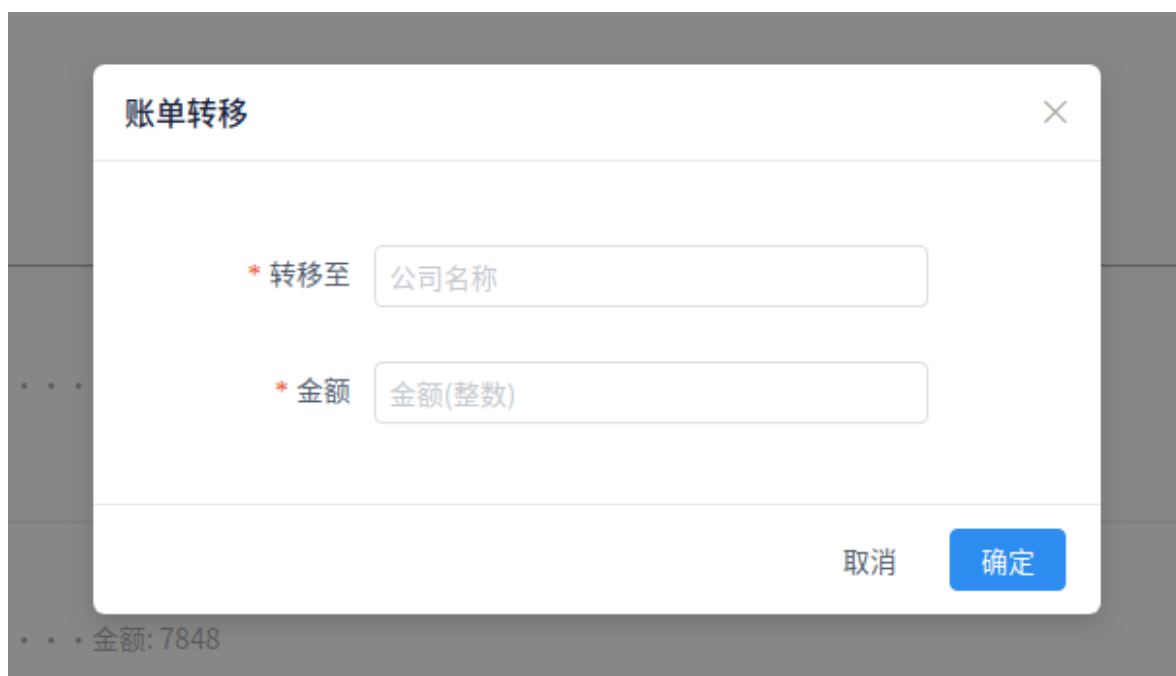 账单转移
* 转移至 公司名称
* 金额 金额(整数)
取消 确定
· · · 
· · · 金额: 7848